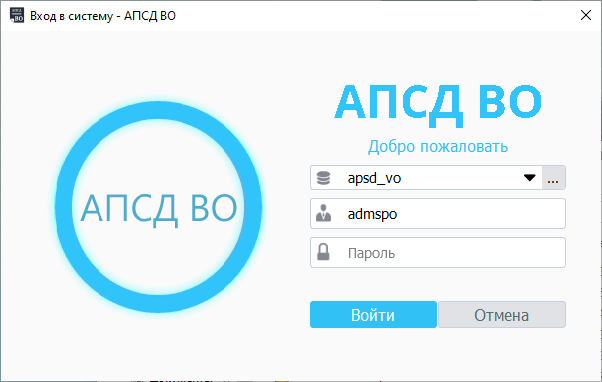 Вход в систему - АПСД ВО
АПСД ВО
АПСД ВО
Добро пожаловать
apsd_vo
...
admspo
Пароль
Войти
Отмена